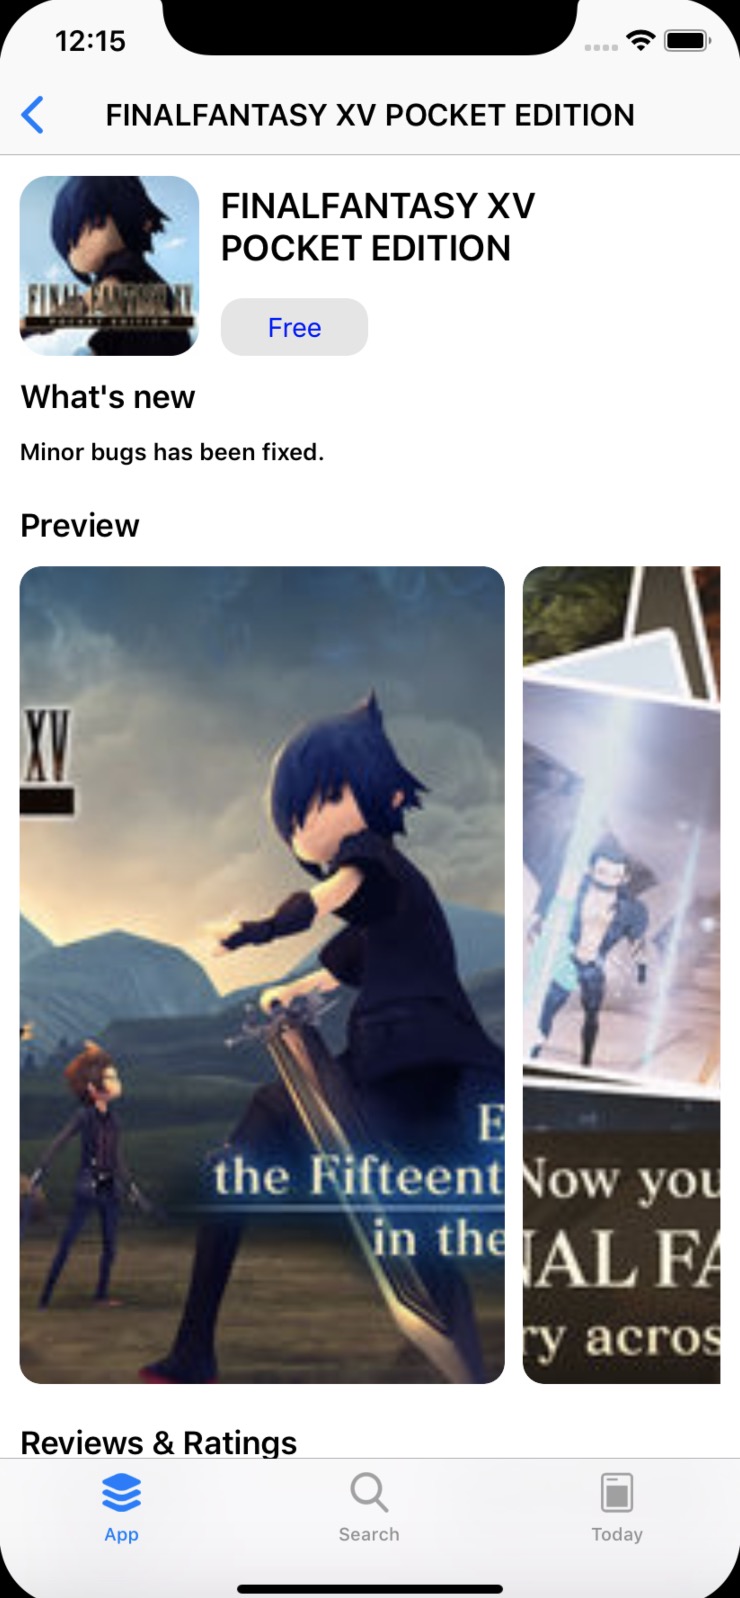 12:15
FINALFANTASY XV POCKET EDITION
FINAL FANTASY XV
POCKET EDITION
FINALFANTASY XV
POCKET EDITION
Free
What's new
Minor bugs has been fixed.
Preview
XV
E
the Fifteent
in the
Now you
NAL FA
ry acros
Reviews & Ratings
App
Search
Today